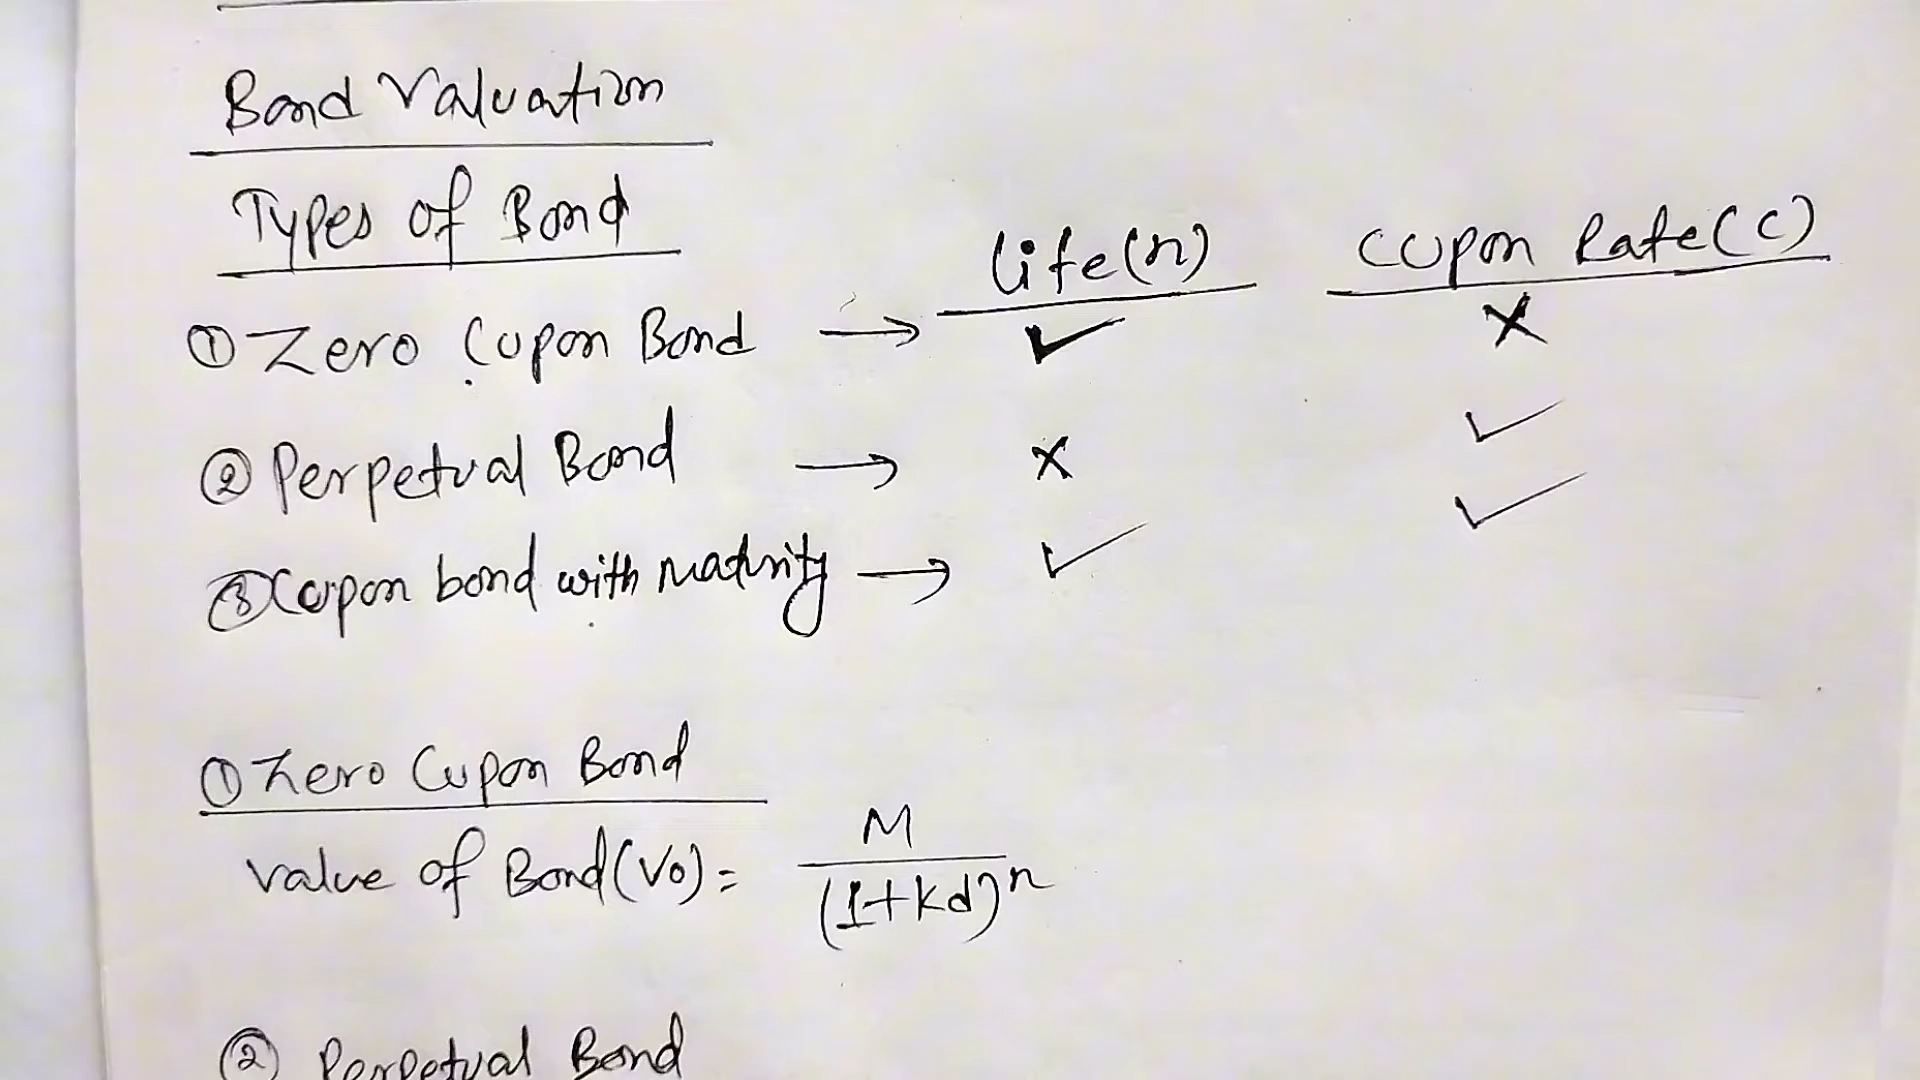 Bond Valuation
Types of Bond
Life(n) Cupon Rate(c)
① Zero Cupon Bond → ✓ ×
② Perpetual Bond → × ✓
③ Cupon bond with maturity → ✓ ✓
① Zero Cupon Bond
Value of Bond(V0) = M / (1+kd)^n
② Perpetual Bond